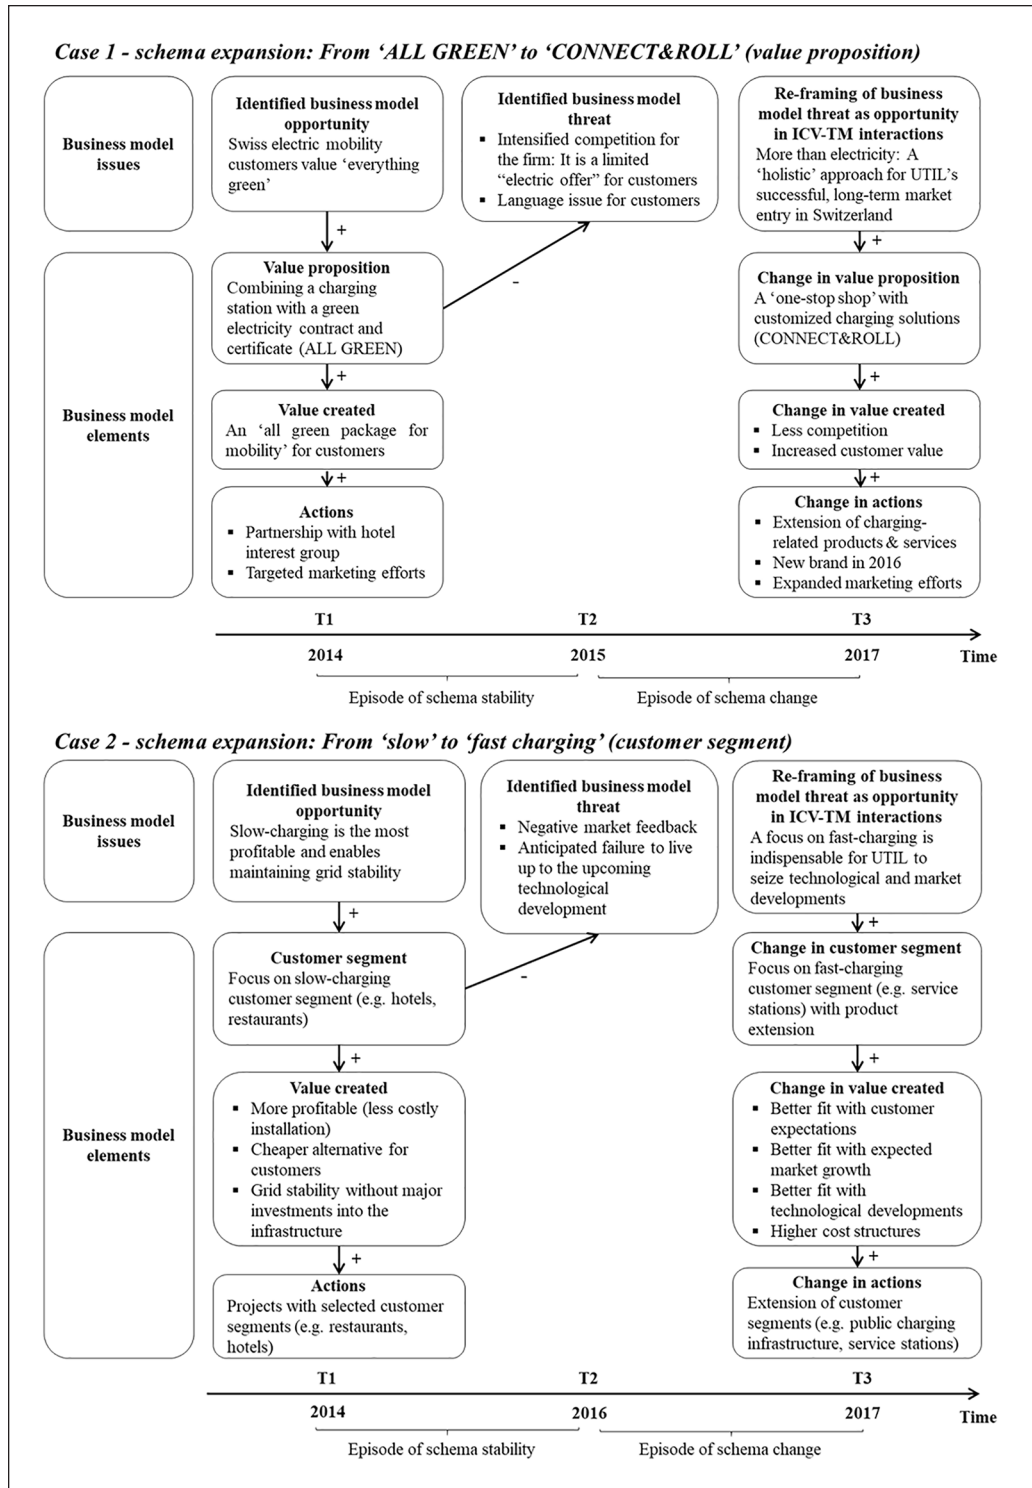 Case 1 - schema expansion: From ‘ALL GREEN’ to ‘CONNECT&ROLL’ (value proposition)
Business model
issues
Identified business model
opportunity
Swiss electric mobility
customers value ‘everything
green’
Identified business model
threat
▪ Intensified competition for
the firm: It is a limited
“electric offer” for customers
▪ Language issue for customers
Re-framing of business
model threat as opportunity
in ICV-TM interactions
More than electricity: A
‘holistic’ approach for UTIL’s
successful, long-term market
entry in Switzerland
+
+
Business model
elements
Value proposition
Combining a charging
station with a green
electricity contract and
certificate (ALL GREEN)
-
Change in value proposition
A ‘one-stop shop’ with
customized charging solutions
(CONNECT&ROLL)
+
+
Value created
An ‘all green package for
mobility’ for customers
Change in value created
▪ Less competition
▪ Increased customer value
+
+
Actions
▪ Partnership with hotel
interest group
▪ Targeted marketing efforts
Change in actions
▪ Extension of charging-
related products & services
▪ New brand in 2016
▪ Expanded marketing efforts
T1
T2
T3
2014
2015
2017
Time
Episode of schema stability
Episode of schema change
Case 2 - schema expansion: From ‘slow’ to ‘fast charging’ (customer segment)
Business model
issues
Identified business model
opportunity
Slow-charging is the most
profitable and enables
maintaining grid stability
Identified business model
threat
▪ Negative market feedback
▪ Anticipated failure to live
up to the upcoming
technological
development
Re-framing of business
model threat as opportunity
in ICV-TM interactions
A focus on fast-charging is
indispensable for UTIL to
seize technological and market
developments
+
+
Business model
elements
Customer segment
Focus on slow-charging
customer segment (e.g. hotels,
restaurants)
-
Change in customer segment
Focus on fast-charging
customer segment (e.g. service
stations) with product
extension
+
+
Value created
▪ More profitable (less costly
installation)
▪ Cheaper alternative for
customers
▪ Grid stability without major
investments into the
infrastructure
Change in value created
▪ Better fit with customer
expectations
▪ Better fit with expected
market growth
▪ Better fit with
technological developments
▪ Higher cost structures
+
+
Actions
Projects with selected customer
segments (e.g. restaurants,
hotels)
Change in actions
Extension of customer
segments (e.g. public charging
infrastructure, service stations)
T1
T2
T3
2014
2016
2017
Time
Episode of schema stability
Episode of schema change